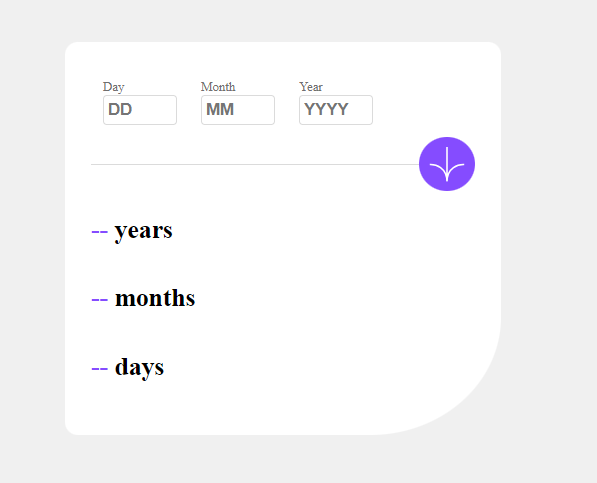 Day Month Year
DD MM YYYY
-- years
-- months
-- days